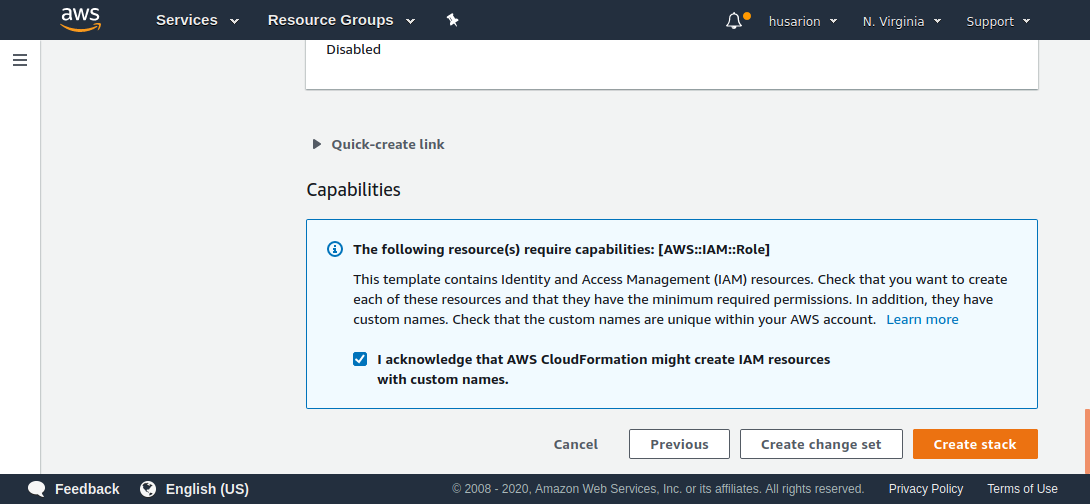 aws Services Resource Groups husarion N. Virginia Support
Disabled
Quick-create link
Capabilities
The following resource(s) require capabilities: [AWS::IAM::Role]
This template contains Identity and Access Management (IAM) resources. Check that you want to create
each of these resources and that they have the minimum required permissions. In addition, they have
custom names. Check that the custom names are unique within your AWS account. Learn more
I acknowledge that AWS CloudFormation might create IAM resources
with custom names.
Cancel Previous Create change set Create stack
Feedback English (US) © 2008 - 2020, Amazon Web Services, Inc. or its affiliates. All rights reserved. Privacy Policy Terms of Use